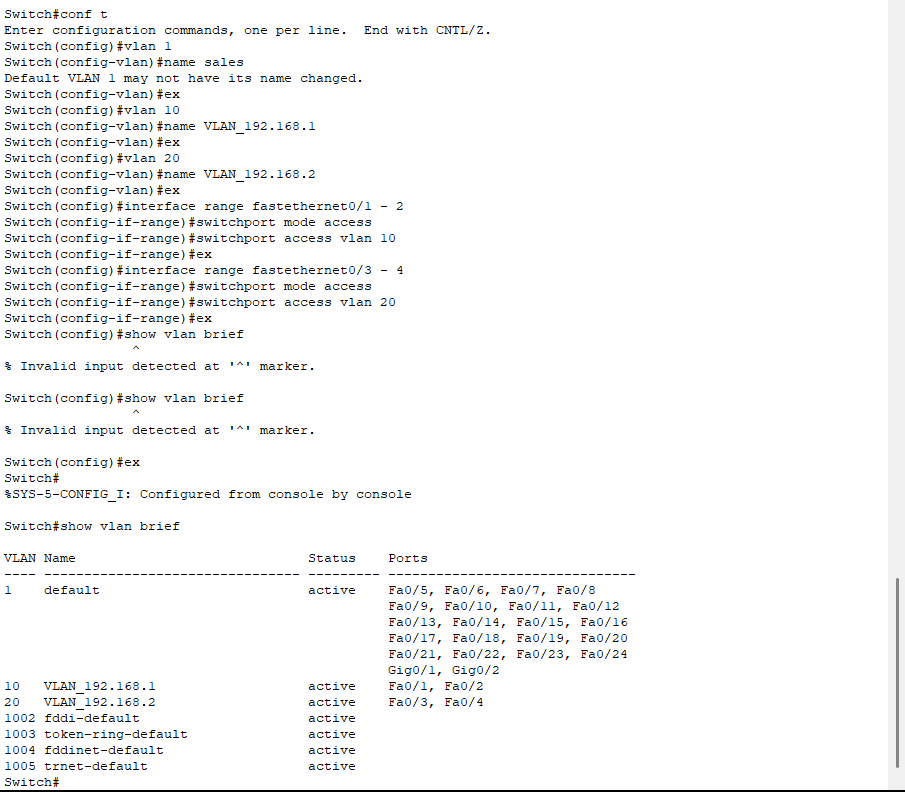 Switch#conf t
Enter configuration commands, one per line.  End with CNTL/Z.
Switch(config)#vlan 1
Switch(config-vlan)#name sales
Default VLAN 1 may not have its name changed.
Switch(config-vlan)#ex
Switch(config)#vlan 10
Switch(config-vlan)#name VLAN_192.168.1
Switch(config-vlan)#ex
Switch(config)#vlan 20
Switch(config-vlan)#name VLAN_192.168.2
Switch(config-vlan)#ex
Switch(config)#interface range fastethernet0/1 - 2
Switch(config-if-range)#switchport mode access
Switch(config-if-range)#switchport access vlan 10
Switch(config-if-range)#ex
Switch(config)#interface range fastethernet0/3 - 4
Switch(config-if-range)#switchport mode access
Switch(config-if-range)#switchport access vlan 20
Switch(config-if-range)#ex
Switch(config)#show vlan brief
                ^
% Invalid input detected at '^' marker.

Switch(config)#show vlan brief
                ^
% Invalid input detected at '^' marker.

Switch(config)#ex
Switch#
%SYS-5-CONFIG_I: Configured from console by console

Switch#show vlan brief

VLAN Name                             Status    Ports
---- -------------------------------- --------- -------------------------------
1    default                          active    Fa0/5, Fa0/6, Fa0/7, Fa0/8
                                                Fa0/9, Fa0/10, Fa0/11, Fa0/12
                                                Fa0/13, Fa0/14, Fa0/15, Fa0/16
                                                Fa0/17, Fa0/18, Fa0/19, Fa0/20
                                                Fa0/21, Fa0/22, Fa0/23, Fa0/24
                                                Gig0/1, Gig0/2
10   VLAN_192.168.1                   active    Fa0/1, Fa0/2
20   VLAN_192.168.2                   active    Fa0/3, Fa0/4
1002 fddi-default                     active
1003 token-ring-default               active
1004 fddinet-default                  active
1005 trnet-default                    active
Switch#